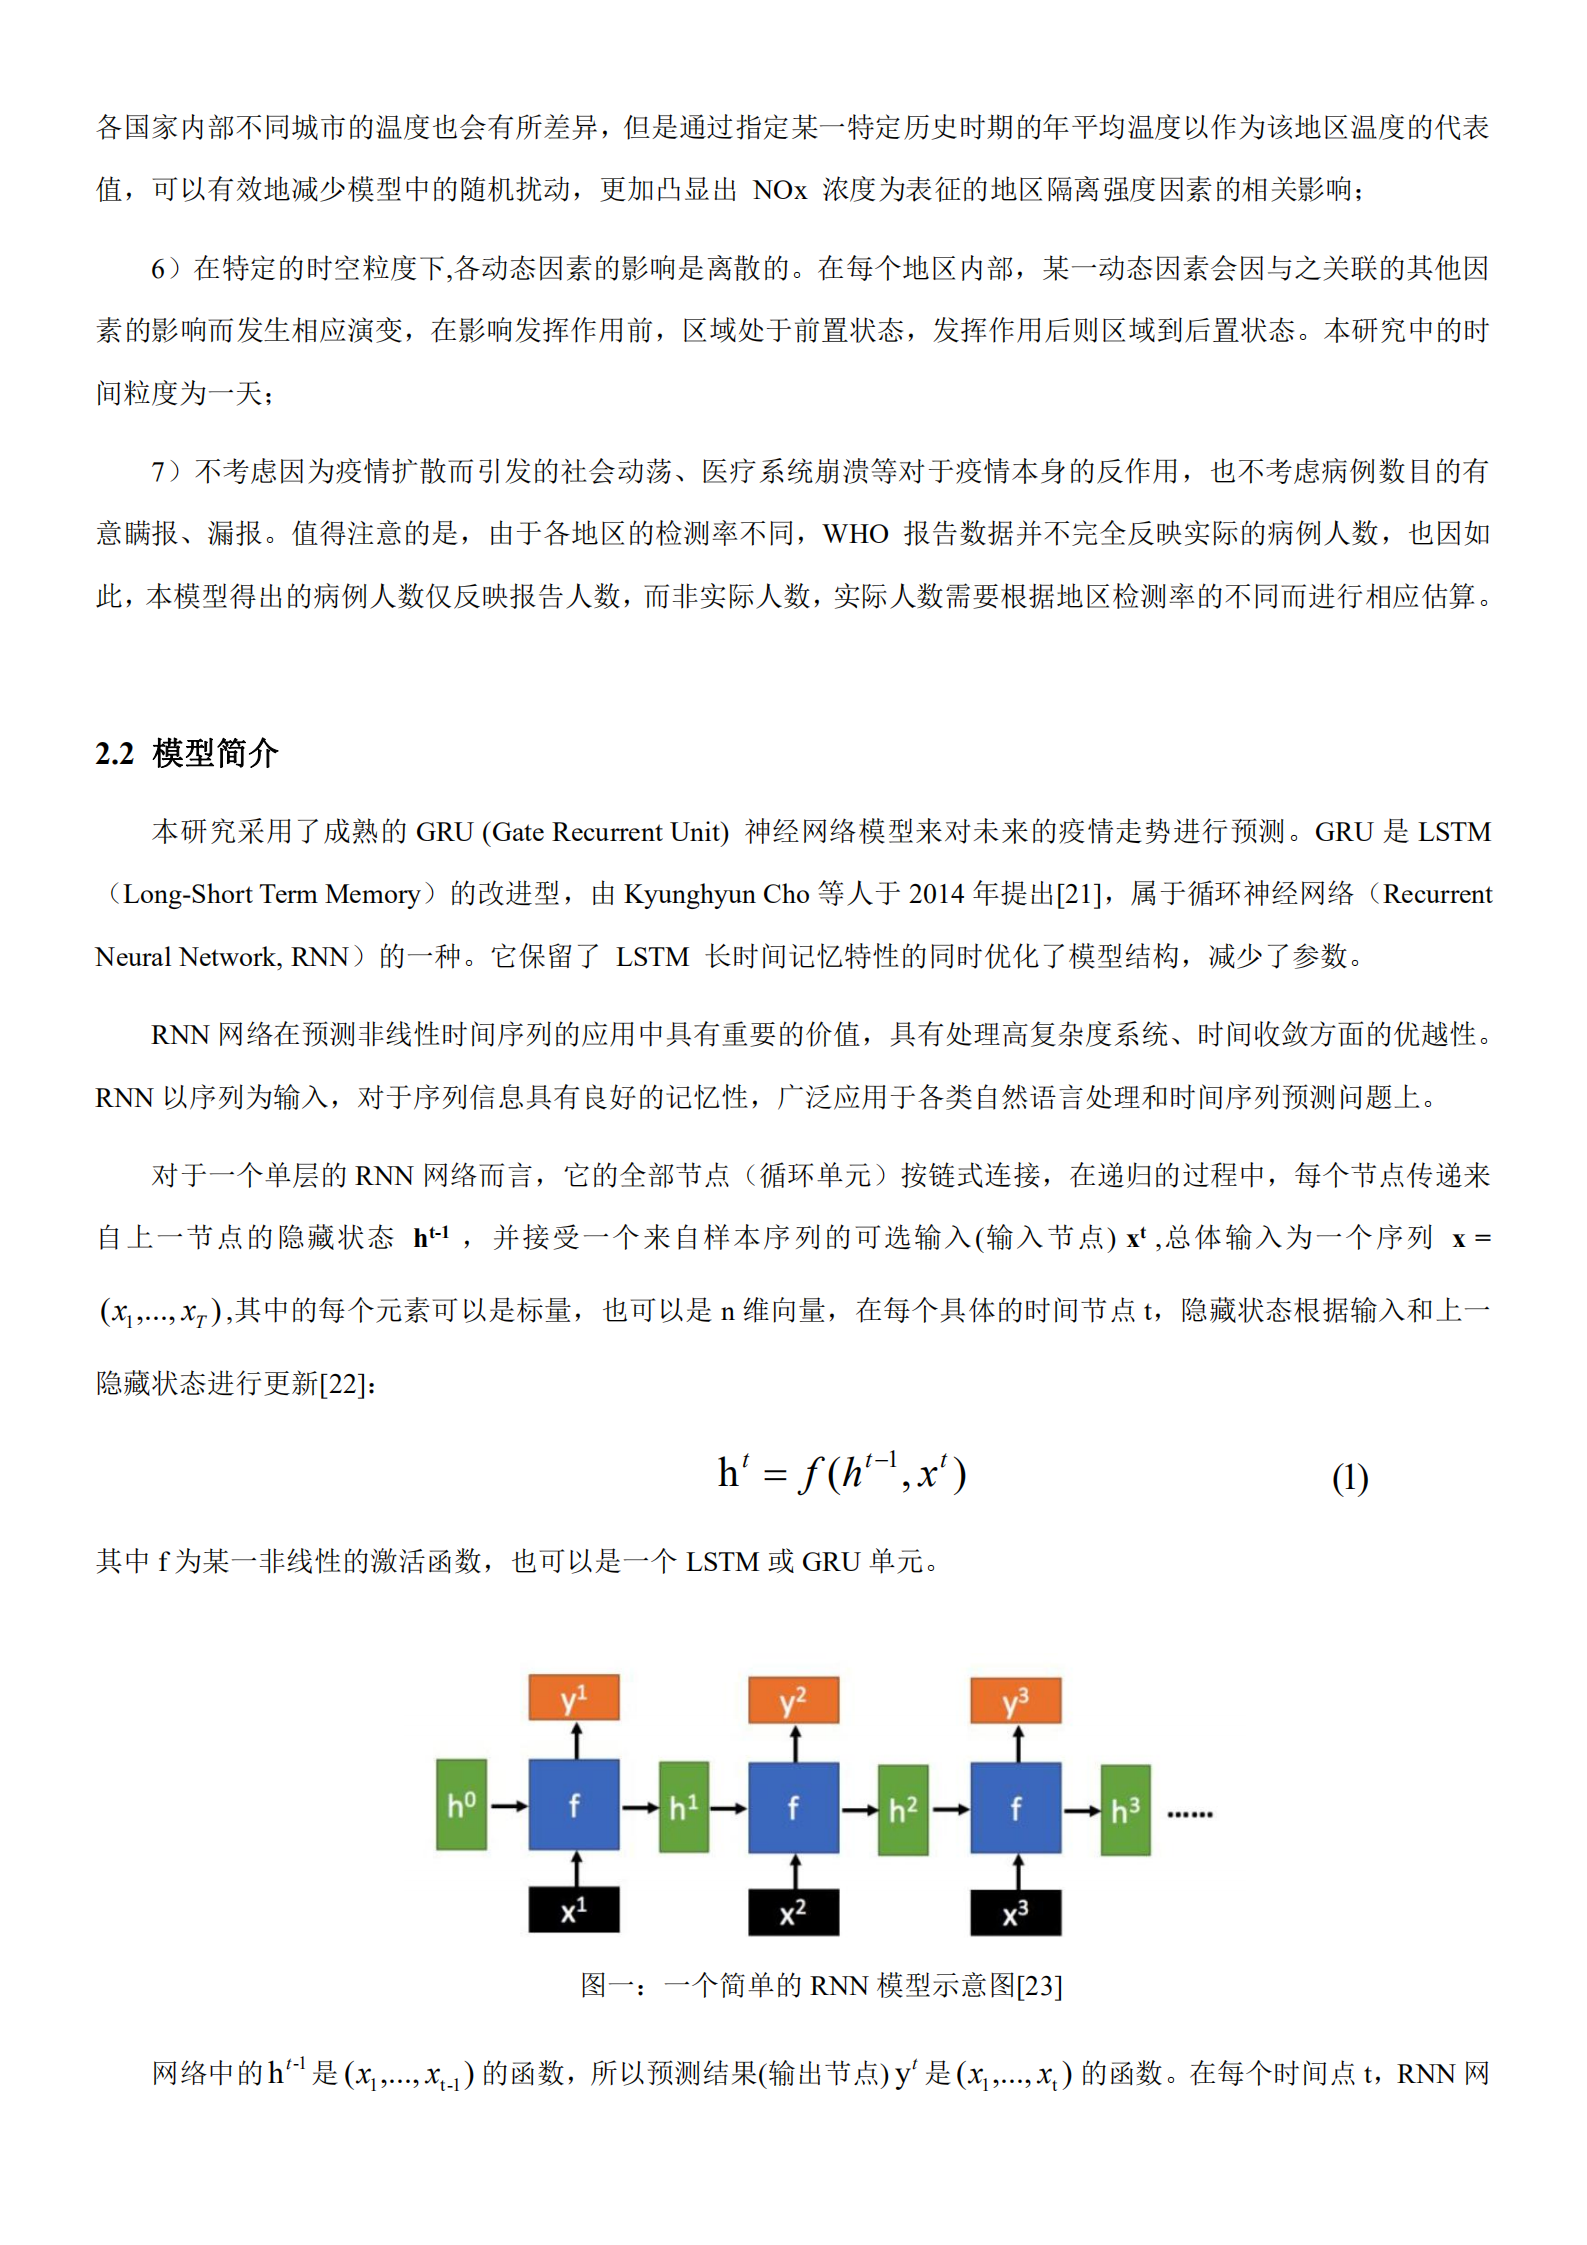 各国家内部不同城市的温度也会有所差异，但是通过指定某一特定历史时期的年平均温度以作为该地区温度的代表
值，可以有效地减少模型中的随机扰动，更加凸显出 NOx 浓度为表征的地区隔离强度因素的相关影响；
6）在特定的时空粒度下,各动态因素的影响是离散的。在每个地区内部，某一动态因素会因与之关联的其他因
素的影响而发生相应演变，在影响发挥作用前，区域处于前置状态，发挥作用后则区域到后置状态。本研究中的时
间粒度为一天；
7）不考虑因为疫情扩散而引发的社会动荡、医疗系统崩溃等对于疫情本身的反作用，也不考虑病例数目的有
意瞒报、漏报。值得注意的是，由于各地区的检测率不同，WHO 报告数据并不完全反映实际的病例人数，也因如
此，本模型得出的病例人数仅反映报告人数，而非实际人数，实际人数需要根据地区检测率的不同而进行相应估算。
2.2 模型简介
本研究采用了成熟的 GRU (Gate Recurrent Unit) 神经网络模型来对未来的疫情走势进行预测。GRU 是 LSTM
（Long-Short Term Memory）的改进型，由 Kyunghyun Cho 等人于 2014 年提出[21]，属于循环神经网络（Recurrent
Neural Network, RNN）的一种。它保留了 LSTM 长时间记忆特性的同时优化了模型结构，减少了参数。
RNN 网络在预测非线性时间序列的应用中具有重要的价值，具有处理高复杂度系统、时间收敛方面的优越性。
RNN 以序列为输入，对于序列信息具有良好的记忆性，广泛应用于各类自然语言处理和时间序列预测问题上。
对于一个单层的 RNN 网络而言，它的全部节点（循环单元）按链式连接，在递归的过程中，每个节点传递来
自上一节点的隐藏状态 h^{t-1} ，并接受一个来自样本序列的可选输入(输入节点) x^t ,总体输入为一个序列 x =
(x_1,..., x_T),其中的每个元素可以是标量，也可以是 n 维向量，在每个具体的时间节点 t，隐藏状态根据输入和上一
隐藏状态进行更新[22]：
h^t = f(h^{t-1}, x^t) (1)
其中 f 为某一非线性的激活函数，也可以是一个 LSTM 或 GRU 单元。
y^1 y^2 y^3
h^0 f h^1 f h^2 f h^3 ······
x^1 x^2 x^3
图一：一个简单的 RNN 模型示意图[23]
网络中的 h^{t-1} 是 (x_1,..., x_{t-1}) 的函数，所以预测结果(输出节点) y^t 是 (x_1,..., x_t) 的函数。在每个时间点 t，RNN 网